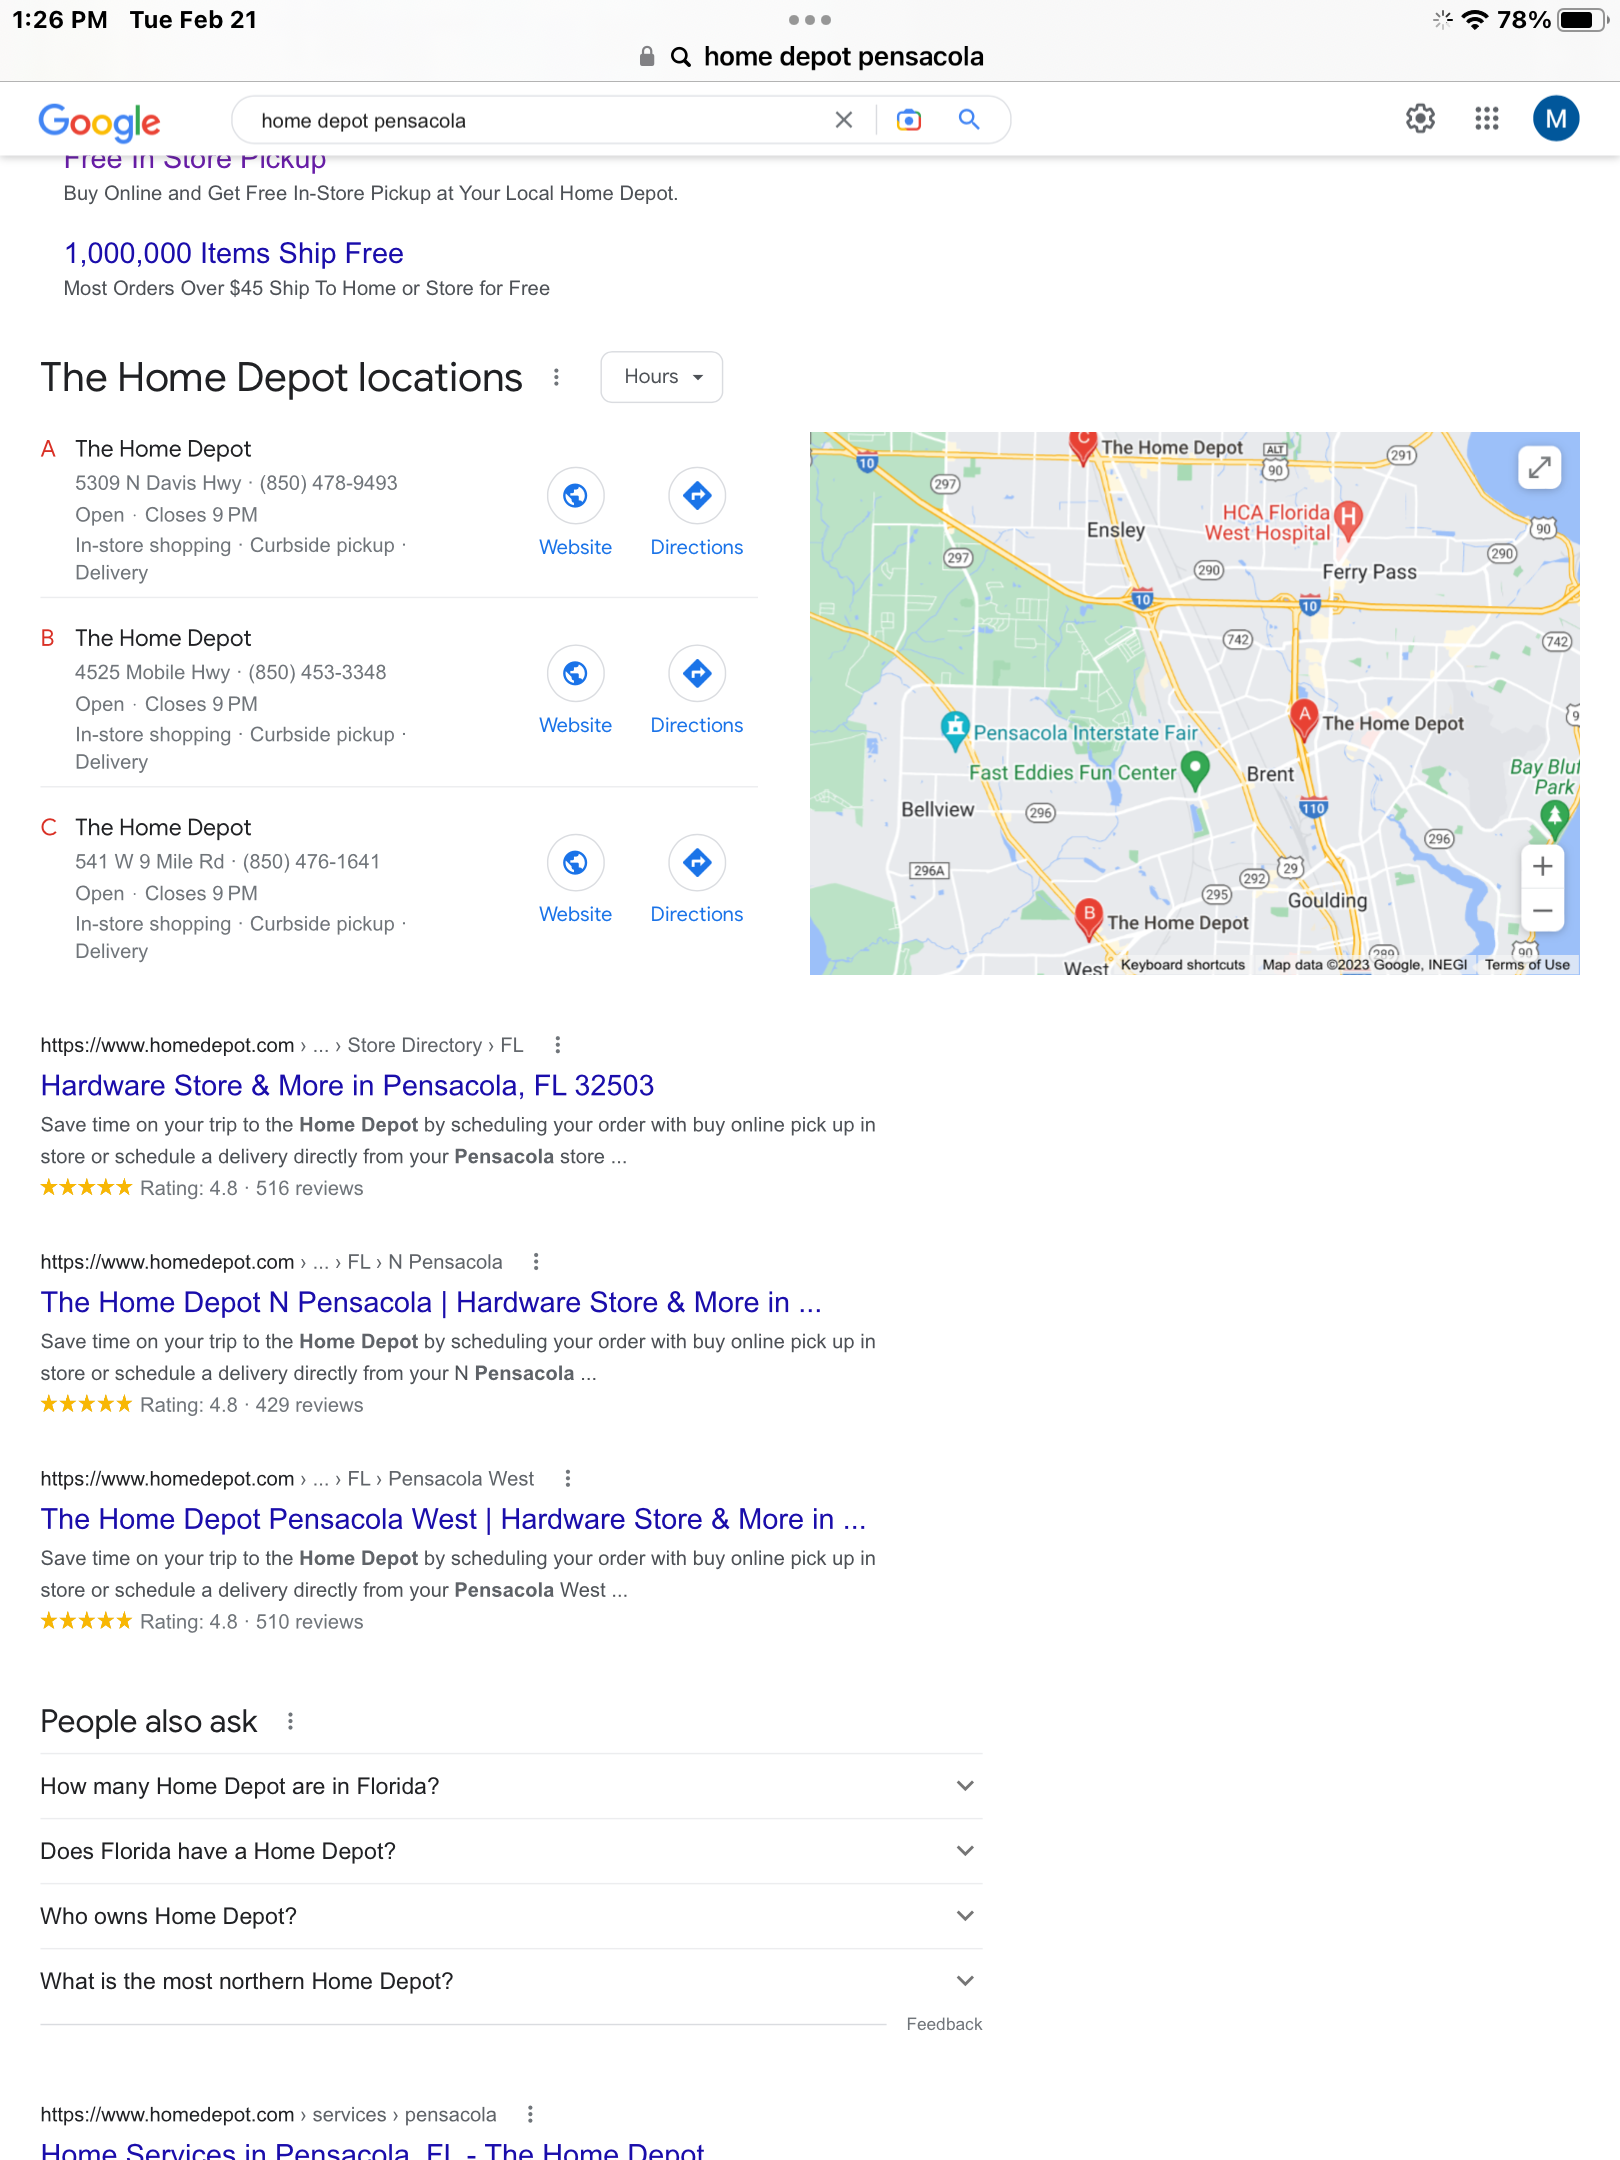 1:26 PM Tue Feb 21
78%
home depot pensacola
Google
home depot pensacola
M
Free In Store Pickup
Buy Online and Get Free In-Store Pickup at Your Local Home Depot.
1,000,000 Items Ship Free
Most Orders Over $45 Ship To Home or Store for Free
The Home Depot locations
Hours
A The Home Depot
5309 N Davis Hwy · (850) 478-9493
Open · Closes 9 PM
In-store shopping · Curbside pickup ·
Delivery
Website
Directions
B The Home Depot
4525 Mobile Hwy · (850) 453-3348
Open · Closes 9 PM
In-store shopping · Curbside pickup ·
Delivery
Website
Directions
C The Home Depot
541 W 9 Mile Rd · (850) 476-1641
Open · Closes 9 PM
In-store shopping · Curbside pickup ·
Delivery
Website
Directions
C The Home Depot
ALT
90
291
10
297
HCA Florida
West Hospital
H
Ensley
90
290
297
290
Ferry Pass
10
10
742
742
A The Home Depot
9
Pensacola Interstate Fair
Fast Eddies Fun Center
Brent
Bay Bluf
Park
Bellview
296
110
296
296A
29
292
295
Goulding
B The Home Depot
289
90
West
Keyboard shortcuts
Map data ©2023 Google, INEGI
Terms of Use
https://www.homedepot.com › ... › Store Directory › FL
Hardware Store & More in Pensacola, FL 32503
Save time on your trip to the Home Depot by scheduling your order with buy online pick up in
store or schedule a delivery directly from your Pensacola store ...
Rating: 4.8 · 516 reviews
https://www.homedepot.com › ... › FL › N Pensacola
The Home Depot N Pensacola | Hardware Store & More in ...
Save time on your trip to the Home Depot by scheduling your order with buy online pick up in
store or schedule a delivery directly from your N Pensacola ...
Rating: 4.8 · 429 reviews
https://www.homedepot.com › ... › FL › Pensacola West
The Home Depot Pensacola West | Hardware Store & More in ...
Save time on your trip to the Home Depot by scheduling your order with buy online pick up in
store or schedule a delivery directly from your Pensacola West ...
Rating: 4.8 · 510 reviews
People also ask
How many Home Depot are in Florida?
Does Florida have a Home Depot?
Who owns Home Depot?
What is the most northern Home Depot?
Feedback
https://www.homedepot.com › services › pensacola
Home Services in Pensacola, FL - The Home Depot